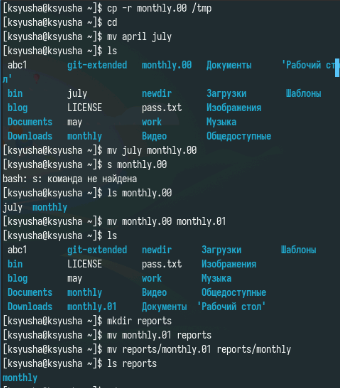 [ksyusha@ksyusha ~]$ cp -r monthly.00 /tmp
[ksyusha@ksyusha ~]$ cd
[ksyusha@ksyusha ~]$ mv april july
[ksyusha@ksyusha ~]$ ls
abc1 git-extended monthly.00 Документы 'Рабочий сто
л'
bin july newdir Загрузки Шаблоны
blog LICENSE pass.txt Изображения
Documents may work Музыка
Downloads monthly Видео Общедоступные
[ksyusha@ksyusha ~]$ mv july monthly.00
[ksyusha@ksyusha ~]$ s monthly.00
bash: s: команда не найдена
[ksyusha@ksyusha ~]$ ls monthly.00
july monthly
[ksyusha@ksyusha ~]$ mv monthly.00 monthly.01
[ksyusha@ksyusha ~]$ ls
abc1 git-extended newdir Загрузки Шаблоны
bin LICENSE pass.txt Изображения
blog may work Музыка
Documents monthly Видео Общедоступные
Downloads monthly.01 Документы 'Рабочий стол'
[ksyusha@ksyusha ~]$ mkdir reports
[ksyusha@ksyusha ~]$ mv monthly.01 reports
[ksyusha@ksyusha ~]$ mv reports/monthly.01 reports/monthly
[ksyusha@ksyusha ~]$ ls reports
monthly